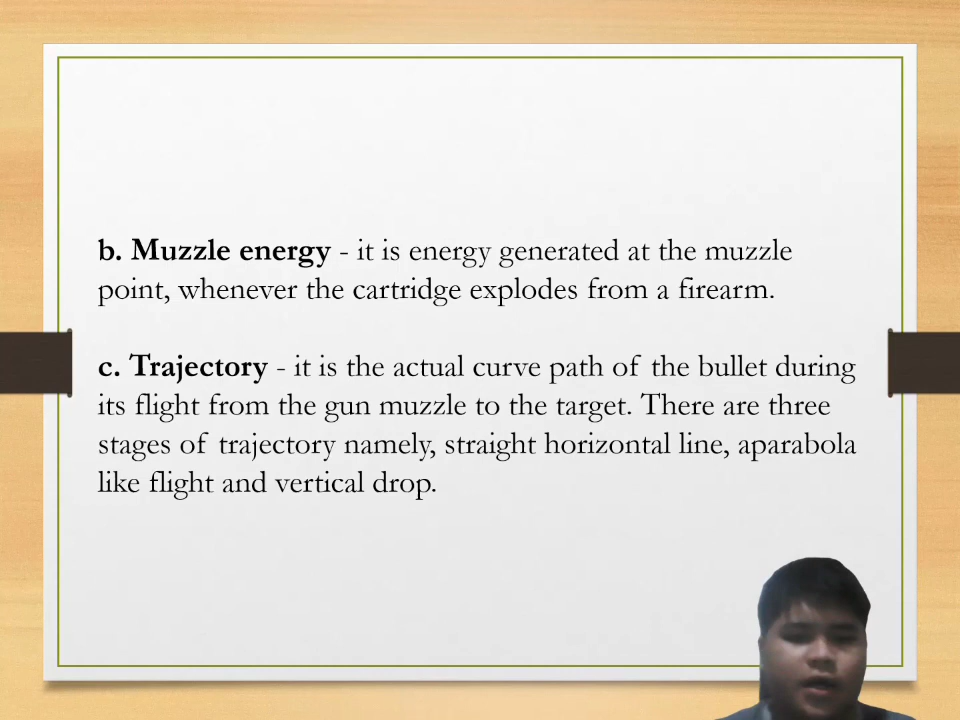 b. Muzzle energy - it is energy generated at the muzzle
point, whenever the cartridge explodes from a firearm.
c. Trajectory - it is the actual curve path of the bullet during
its flight from the gun muzzle to the target. There are three
stages of trajectory namely, straight horizontal line, aparabola
like flight and vertical drop.